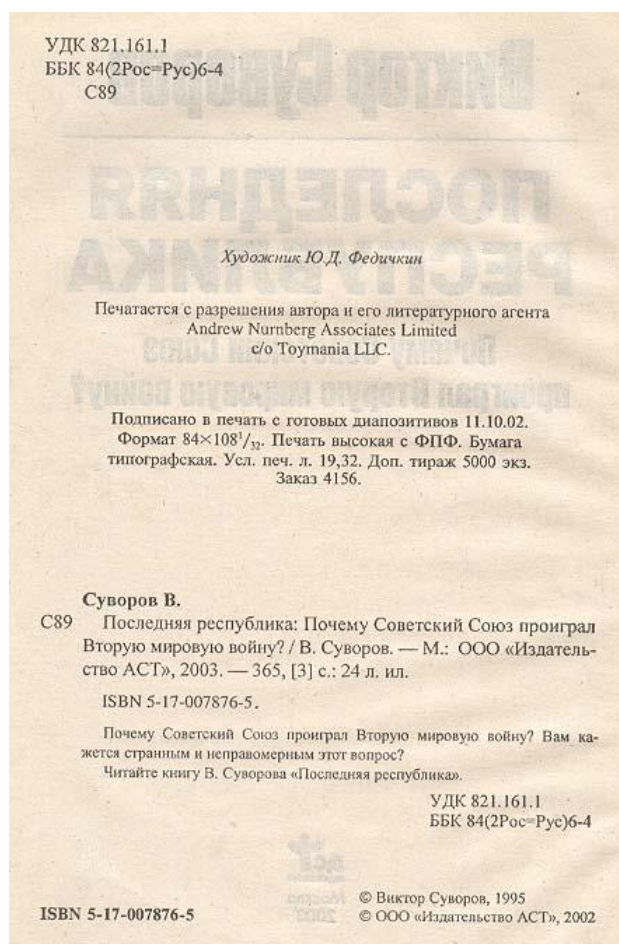 УДК 821.161.1
ББК 84(2Рос=Рус)6-4
С89
Художник Ю.Д. Федичкин
Печатается с разрешения автора и его литературного агента
Andrew Nurnberg Associates Limited
c/o Toymania LLC.
Подписано в печать с готовых диапозитивов 11.10.02.
Формат 84×108¹/₃₂. Печать высокая с ФПФ. Бумага
типографская. Усл. печ. л. 19,32. Доп. тираж 5000 экз.
Заказ 4156.
Суворов В.
С89 Последняя республика: Почему Советский Союз проиграл
Вторую мировую войну? / В. Суворов. — М.: ООО «Издатель-
ство АСТ», 2003. — 365, [3] с.: 24 л. ил.
ISBN 5-17-007876-5.
Почему Советский Союз проиграл Вторую мировую войну? Вам ка-
жется странным и неправомерным этот вопрос?
Читайте книгу В. Суворова «Последняя республика».
УДК 821.161.1
ББК 84(2Рос=Рус)6-4
© Виктор Суворов, 1995
ISBN 5-17-007876-5 © ООО «Издательство АСТ», 2002